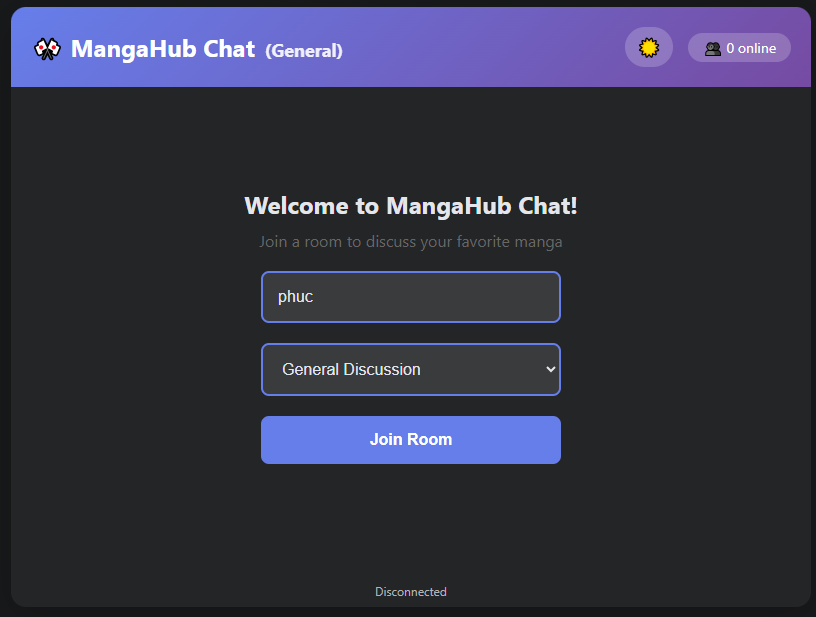 MangaHub Chat (General)
0 online
Welcome to MangaHub Chat!
Join a room to discuss your favorite manga
phuc
General Discussion
Join Room
Disconnected